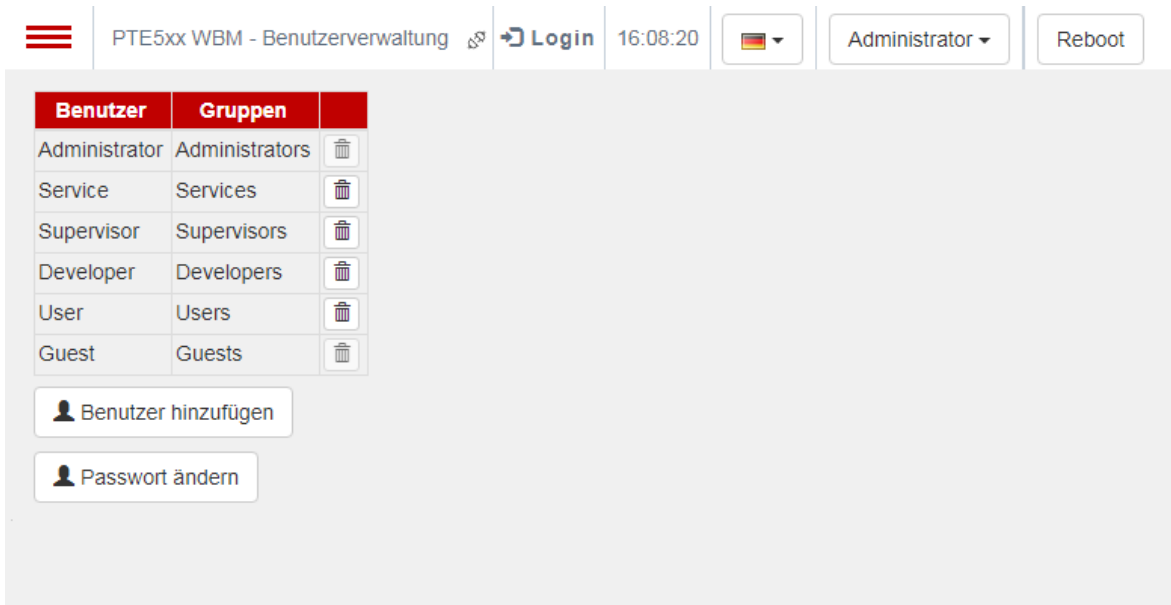 PTE5xx WBM - Benutzerverwaltung Login 16:08:20 Administrator Reboot
Benutzer Gruppen
Administrator Administrators
Service Services
Supervisor Supervisors
Developer Developers
User Users
Guest Guests
Benutzer hinzufügen
Passwort ändern